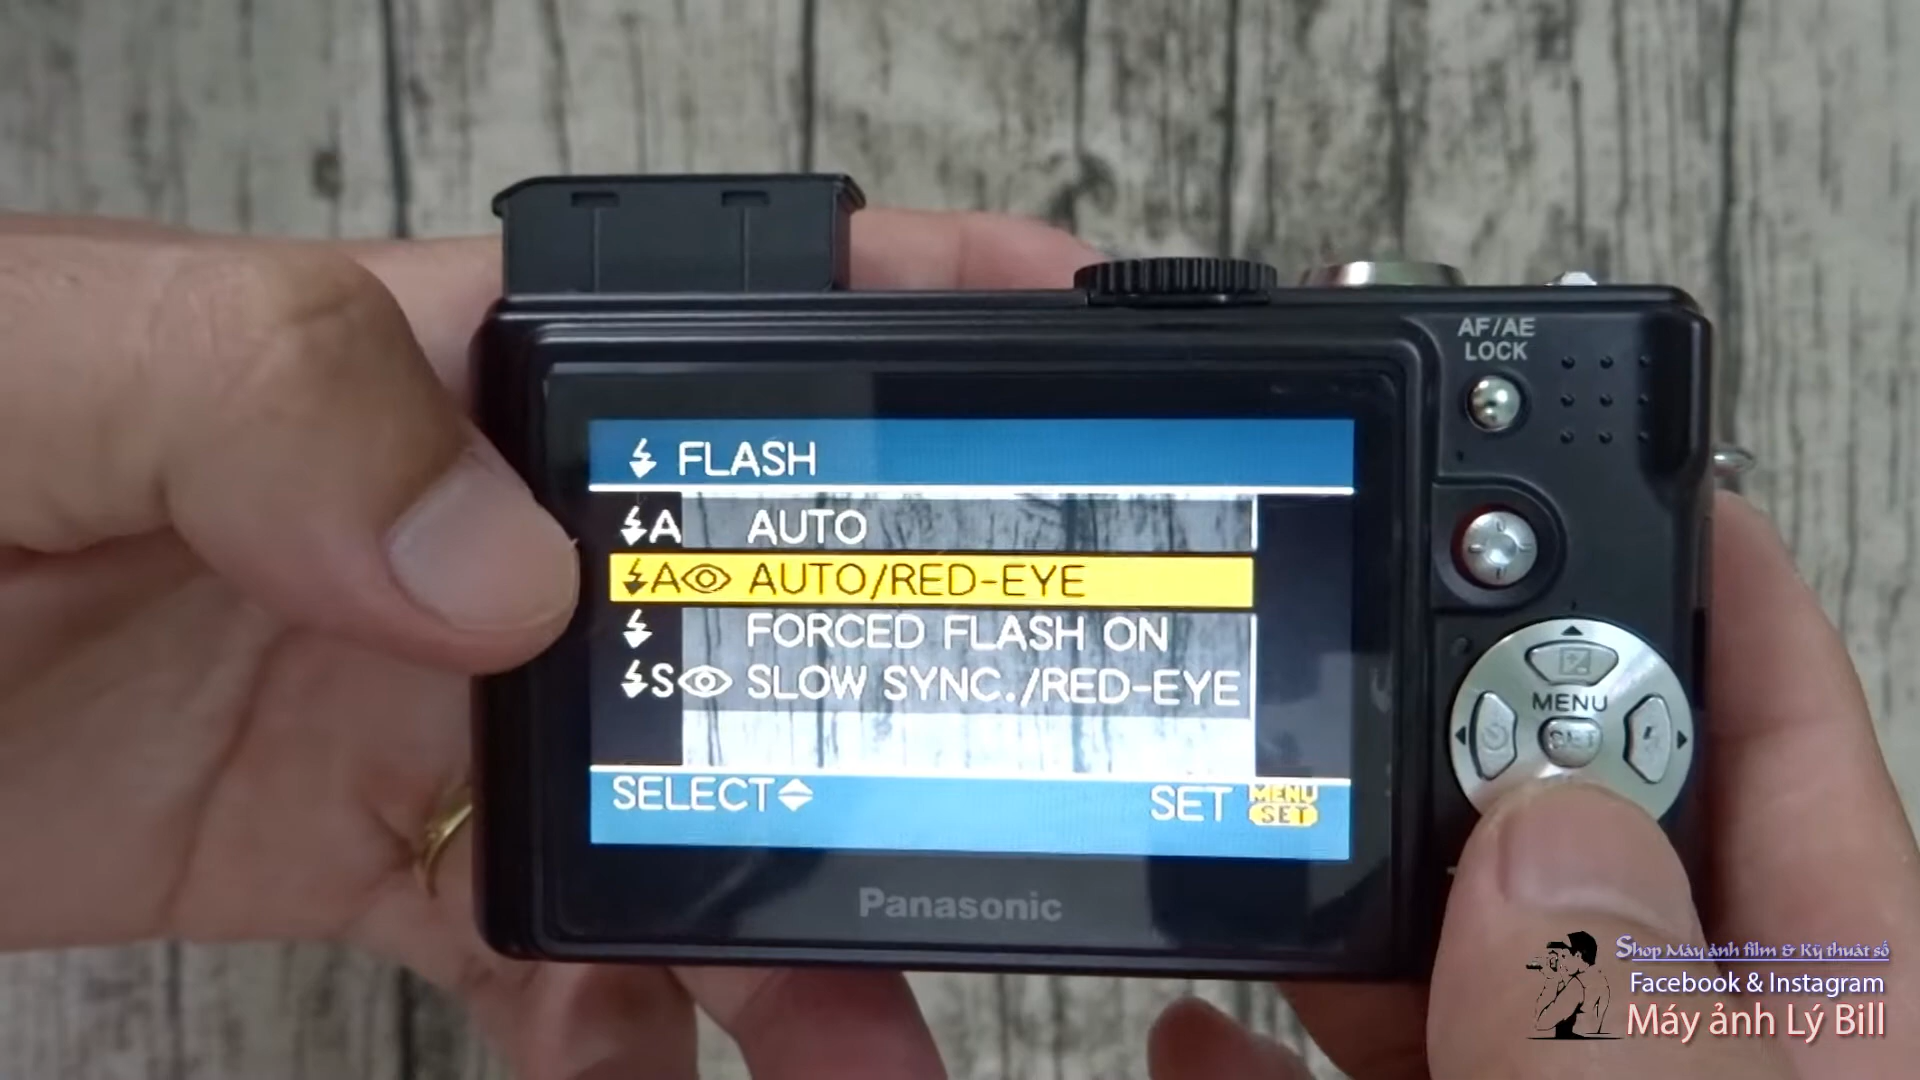 AF/AE
LOCK
FLASH
A AUTO
A AUTO/RED-EYE
FORCED FLASH ON
S SLOW SYNC./RED-EYE
SELECT
SET MENU
SET
MENU
SET
Panasonic
Shop Máy ảnh film & Kỹ thuật số
Facebook & Instagram
Máy ảnh Lý Bill